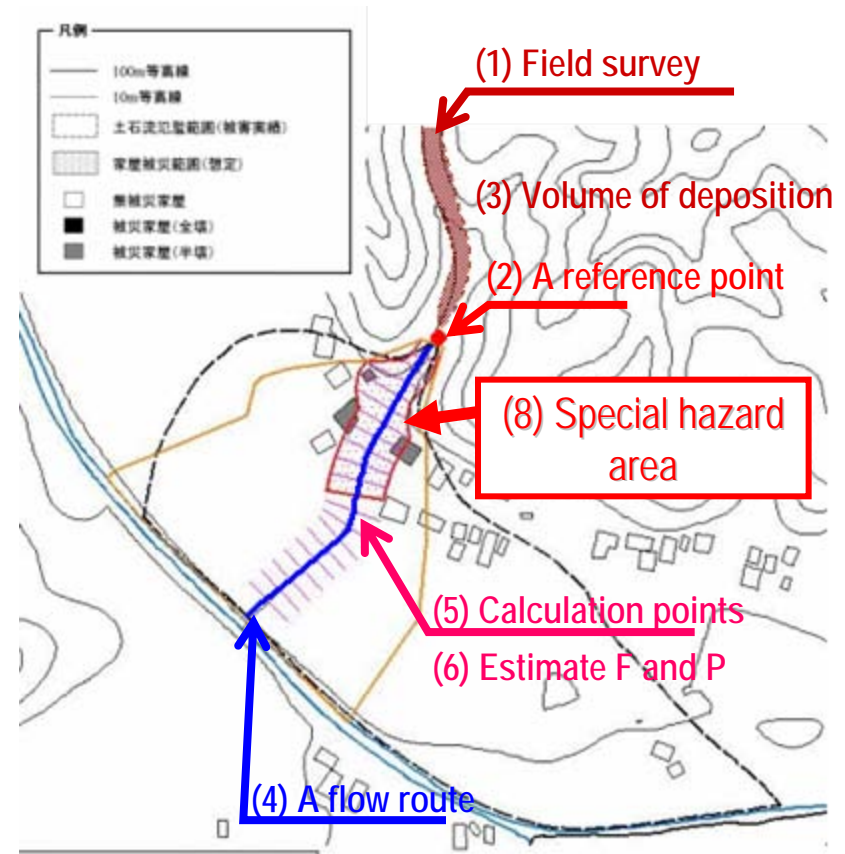 凡例
100m等高線
10m等高線
土石流氾濫範囲(被害実績)
家屋被災範囲(想定)
無被災家屋
被災家屋(全壊)
被災家屋(半壊)
(1) Field survey
(3) Volume of deposition
(2) A reference point
(8) Special hazard
area
(5) Calculation points
(6) Estimate F and P
(4) A flow route